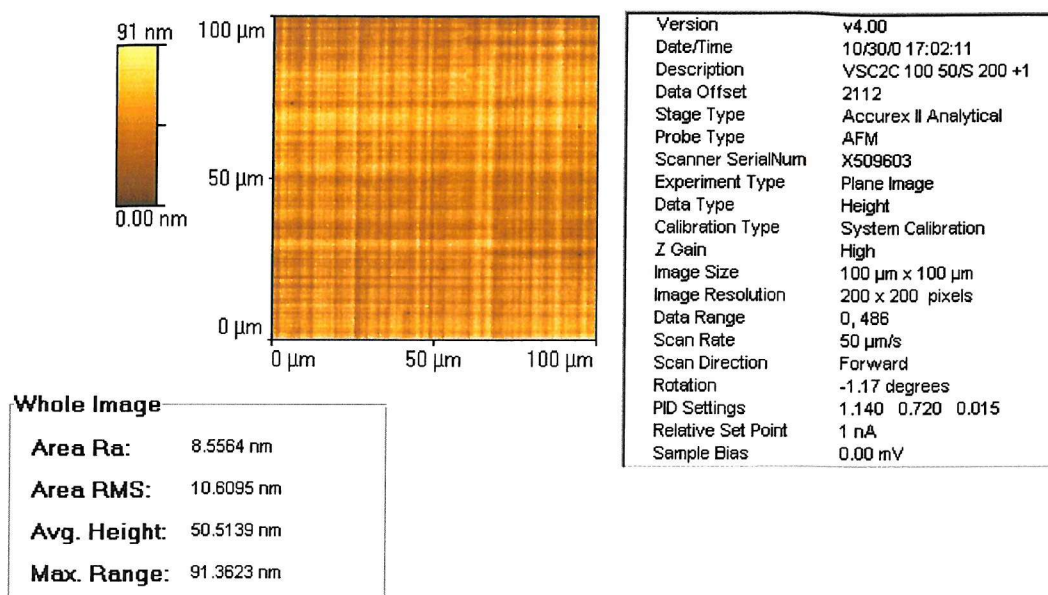 91 nm
0.00 nm
100 µm
50 µm
0 µm
0 µm
50 µm
100 µm
Version v4.00
Date/Time 10/30/0 17:02:11
Description VSC2C 100 50/S 200 +1
Data Offset 2112
Stage Type Accurex II Analytical
Probe Type AFM
Scanner SerialNum X509603
Experiment Type Plane Image
Data Type Height
Calibration Type System Calibration
Z Gain High
Image Size 100 µm x 100 µm
Image Resolution 200 x 200 pixels
Data Range 0, 486
Scan Rate 50 µm/s
Scan Direction Forward
Rotation -1.17 degrees
PID Settings 1.140 0.720 0.015
Relative Set Point 1 nA
Sample Bias 0.00 mV
Whole Image
Area Ra: 8.5564 nm
Area RMS: 10.6095 nm
Avg. Height: 50.5139 nm
Max. Range: 91.3623 nm